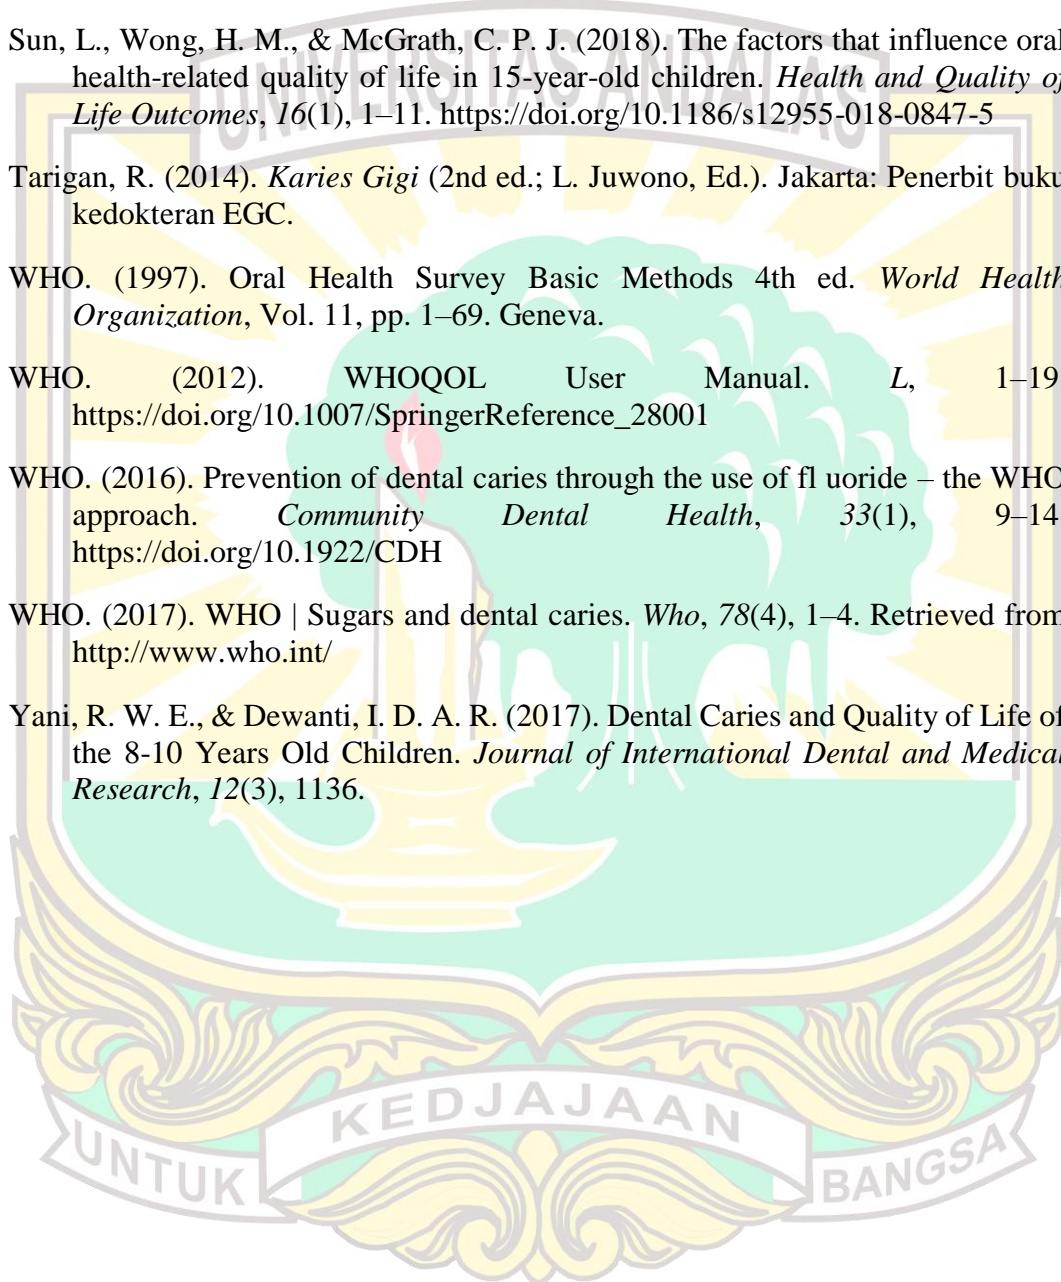 UNIVERSITAS ANDALAS
Sun, L., Wong, H. M., & McGrath, C. P. J. (2018). The factors that influence oral
health-related quality of life in 15-year-old children. Health and Quality of
Life Outcomes, 16(1), 1–11. https://doi.org/10.1186/s12955-018-0847-5
Tarigan, R. (2014). Karies Gigi (2nd ed.; L. Juwono, Ed.). Jakarta: Penerbit buku
kedokteran EGC.
WHO. (1997). Oral Health Survey Basic Methods 4th ed. World Health
Organization, Vol. 11, pp. 1–69. Geneva.
WHO. (2012). WHOQOL User Manual. L, 1–19
https://doi.org/10.1007/SpringerReference_28001
WHO. (2016). Prevention of dental caries through the use of fl uoride – the WHO
approach. Community Dental Health, 33(1), 9–14
https://doi.org/10.1922/CDH
WHO. (2017). WHO | Sugars and dental caries. Who, 78(4), 1–4. Retrieved from
http://www.who.int/
Yani, R. W. E., & Dewanti, I. D. A. R. (2017). Dental Caries and Quality of Life of
the 8-10 Years Old Children. Journal of International Dental and Medical
Research, 12(3), 1136.
UNTUK KEDJAJAAN BANGSA